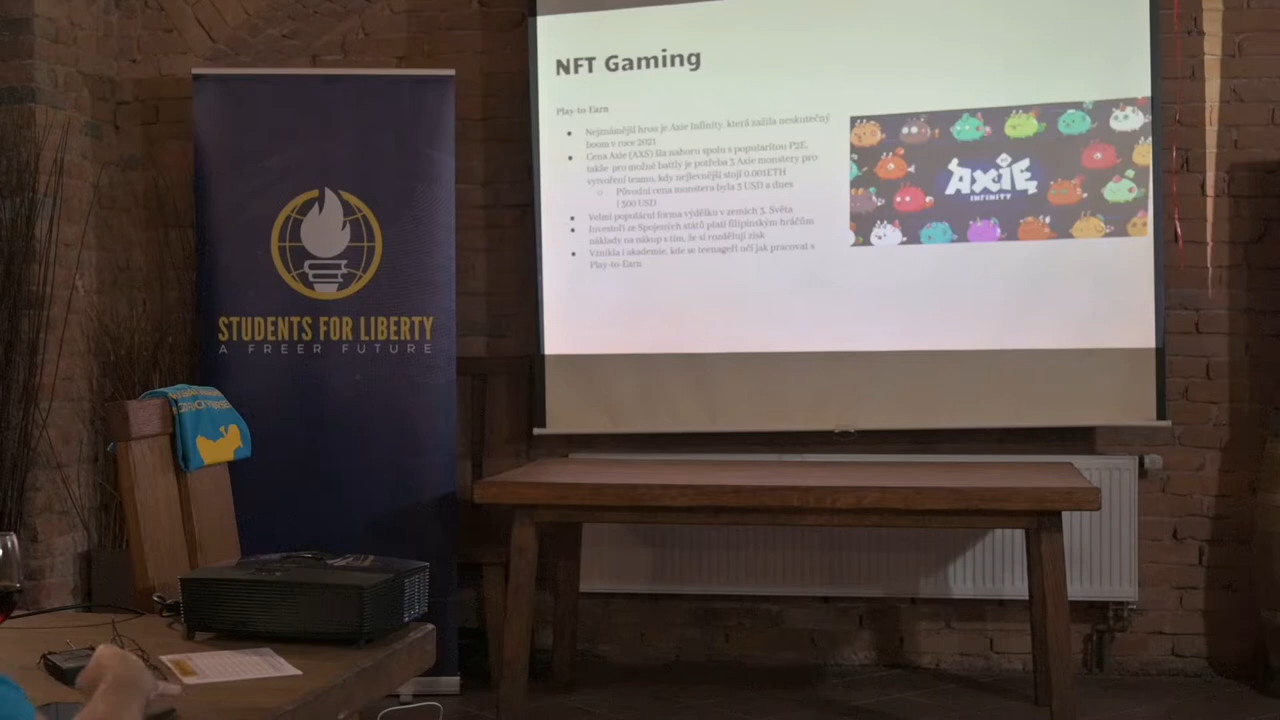 NFT Gaming
Play-to Earn
Nejznámější hrou je Axie Infinity, která zažila neskutečný
boom v roce 2021
Cena Axie (AXS) šla nahoru spolu s popularitou P2E,
takže pro možné battly je potřeba 3 Axie monstery pro
vytvoření teamu, kdy nejlevnější stojí 0.001ETH
Původní cena monstera byla 5 USD a dnes
i 500 USD
Velmi populární forma výdělku v zemích 3. Světa
Investoři ze Spojených států platí filipínským hráčům
náklady na nákup s tím, že si rozdělují zisk
Vznikla i akademie, kde se teenageři učí jak pracovat s
Play-to-Earn
AXIE
INFINITY
STUDENTS FOR LIBERTY
A FREER FUTURE